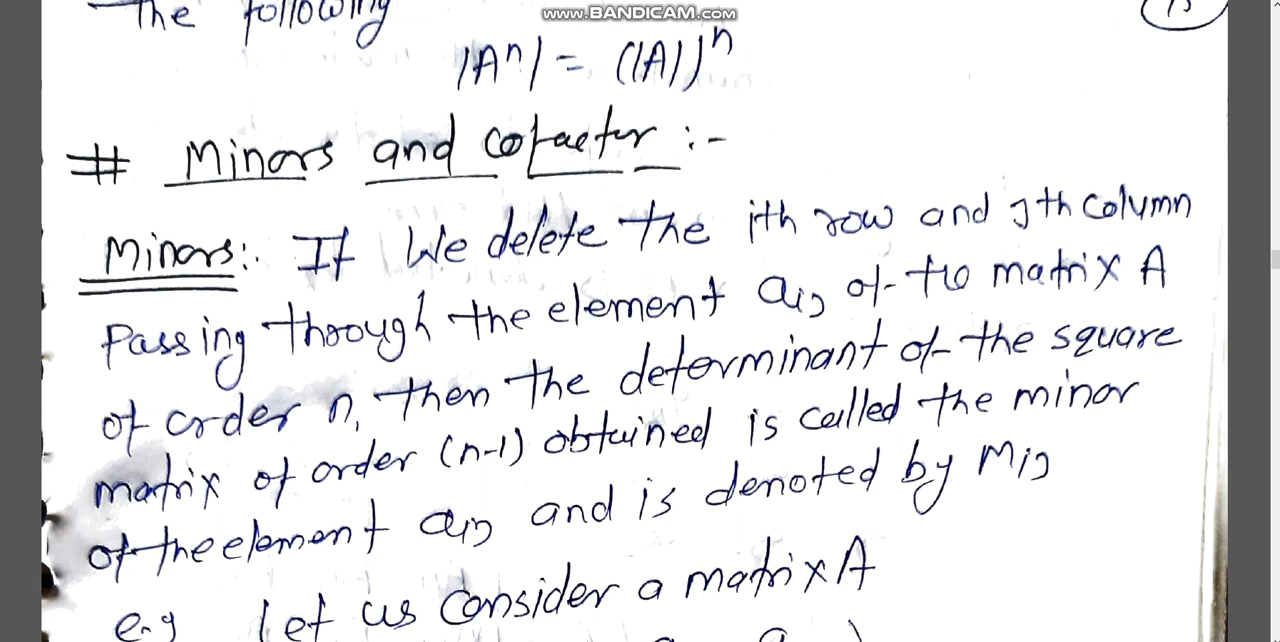 www.BANDICAM.com
The following
|Aⁿ| = (|A|)ⁿ
# Minors and cofactor :-
Minors:. If we delete the ith row and jth column
passing through the element aij of the matrix A
of order n, then the determinant of the square
matrix of order (n-1) obtained is called the minor
of the element aij and is denoted by Mij
e.g Let us consider a matrix A